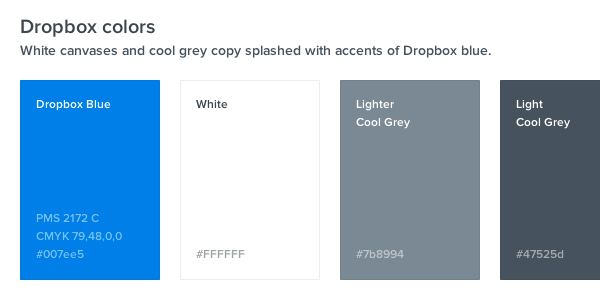 Dropbox colors
White canvases and cool grey copy splashed with accents of Dropbox blue.
Dropbox Blue
PMS 2172 C
CMYK 79,48,0,0
#007ee5
White
#FFFFFF
Lighter
Cool Grey
#7b8994
Light
Cool Grey
#47525d